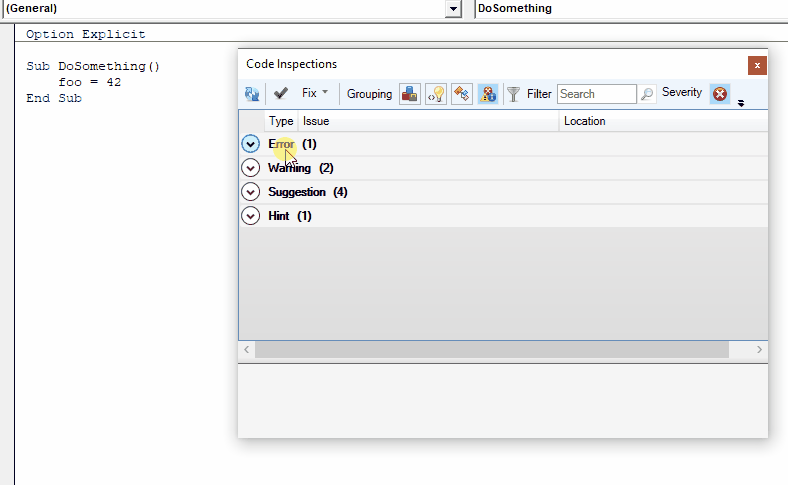 (General)
DoSomething
Option Explicit
Sub DoSomething()
foo = 42
End Sub
Code Inspections
Fix
Grouping
Filter
Search
Severity
Type
Issue
Location
Error (1)
Warning (2)
Suggestion (4)
Hint (1)